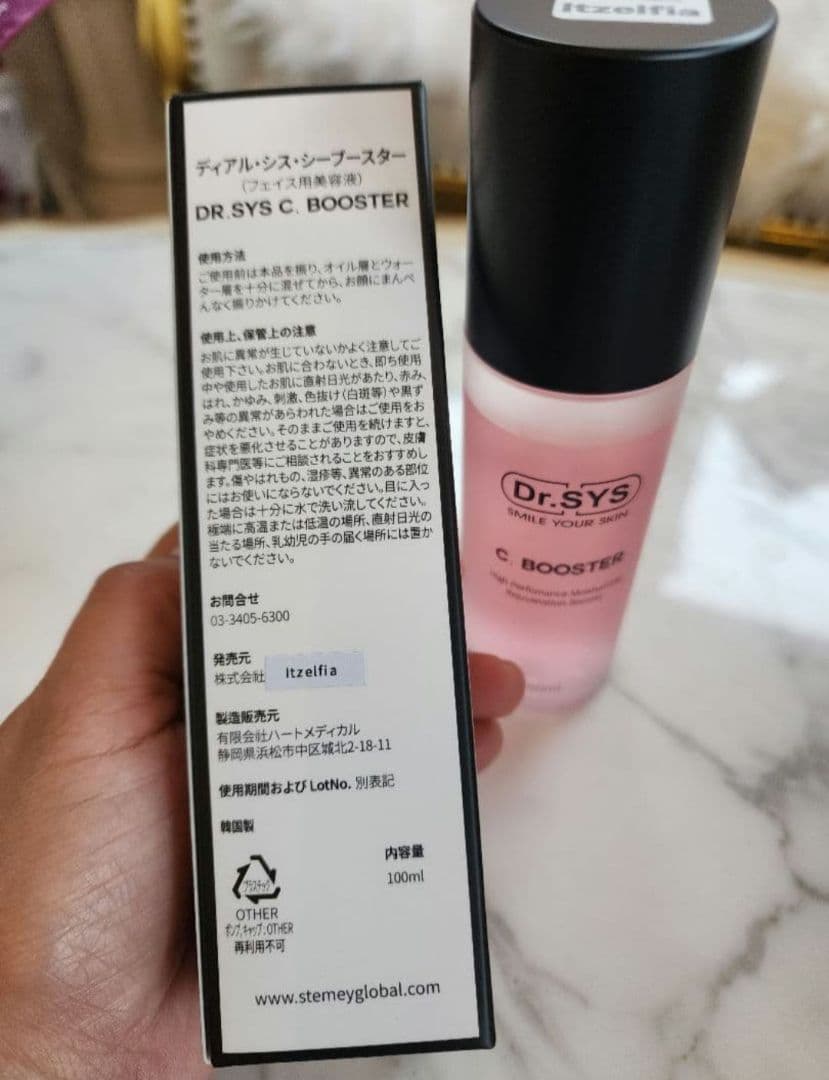 ディアル・シス・シーブースター
(フェイス用美容液)
DR.SYS C. BOOSTER
使用方法
ご使用前は本品を振り、オイル層とウォー
ター層を十分に混ぜてから、お顔にまんべ
んなく振りかけてください。
使用上、保管上の注意
お肌に異常が生じていないかよく注意してご
使用下さい。お肌に合わないとき、即ち使用
中や使用したお肌に直射日光があたり、赤み、
はれ、かゆみ、刺激、色抜け(白斑等)や黒ず
み等の異常があらわれた場合はご使用をお
やめください。そのままご使用を続けますと、
症状を悪化させることがありますので、皮膚
科専門医等にご相談されることをおすすめし
ます。傷やはれもの、湿疹等、異常のある部位
にはお使いにならないでください。目に入っ
た場合は十分に水で洗い流してください。
極端に高温または低温の場所、直射日光の
当たる場所、乳幼児の手の届く場所には置か
ないでください。
お問合せ
03-3405-6300
発売元
株式会社 Itzelfia
製造販売元
有限会社ハートメディカル
静岡県浜松市中区城北2-18-11
使用期間および LotNo. 別表記
韓国製
プラスチック
OTHER
ポンプ,キャップ:OTHER
再利用不可
内容量
100ml
www.stemeyglobal.com
Itzelfia
Dr.SYS
SMILE YOUR SKIN
C. BOOSTER
High Performance Moisturizing
Rejuvenation Serum